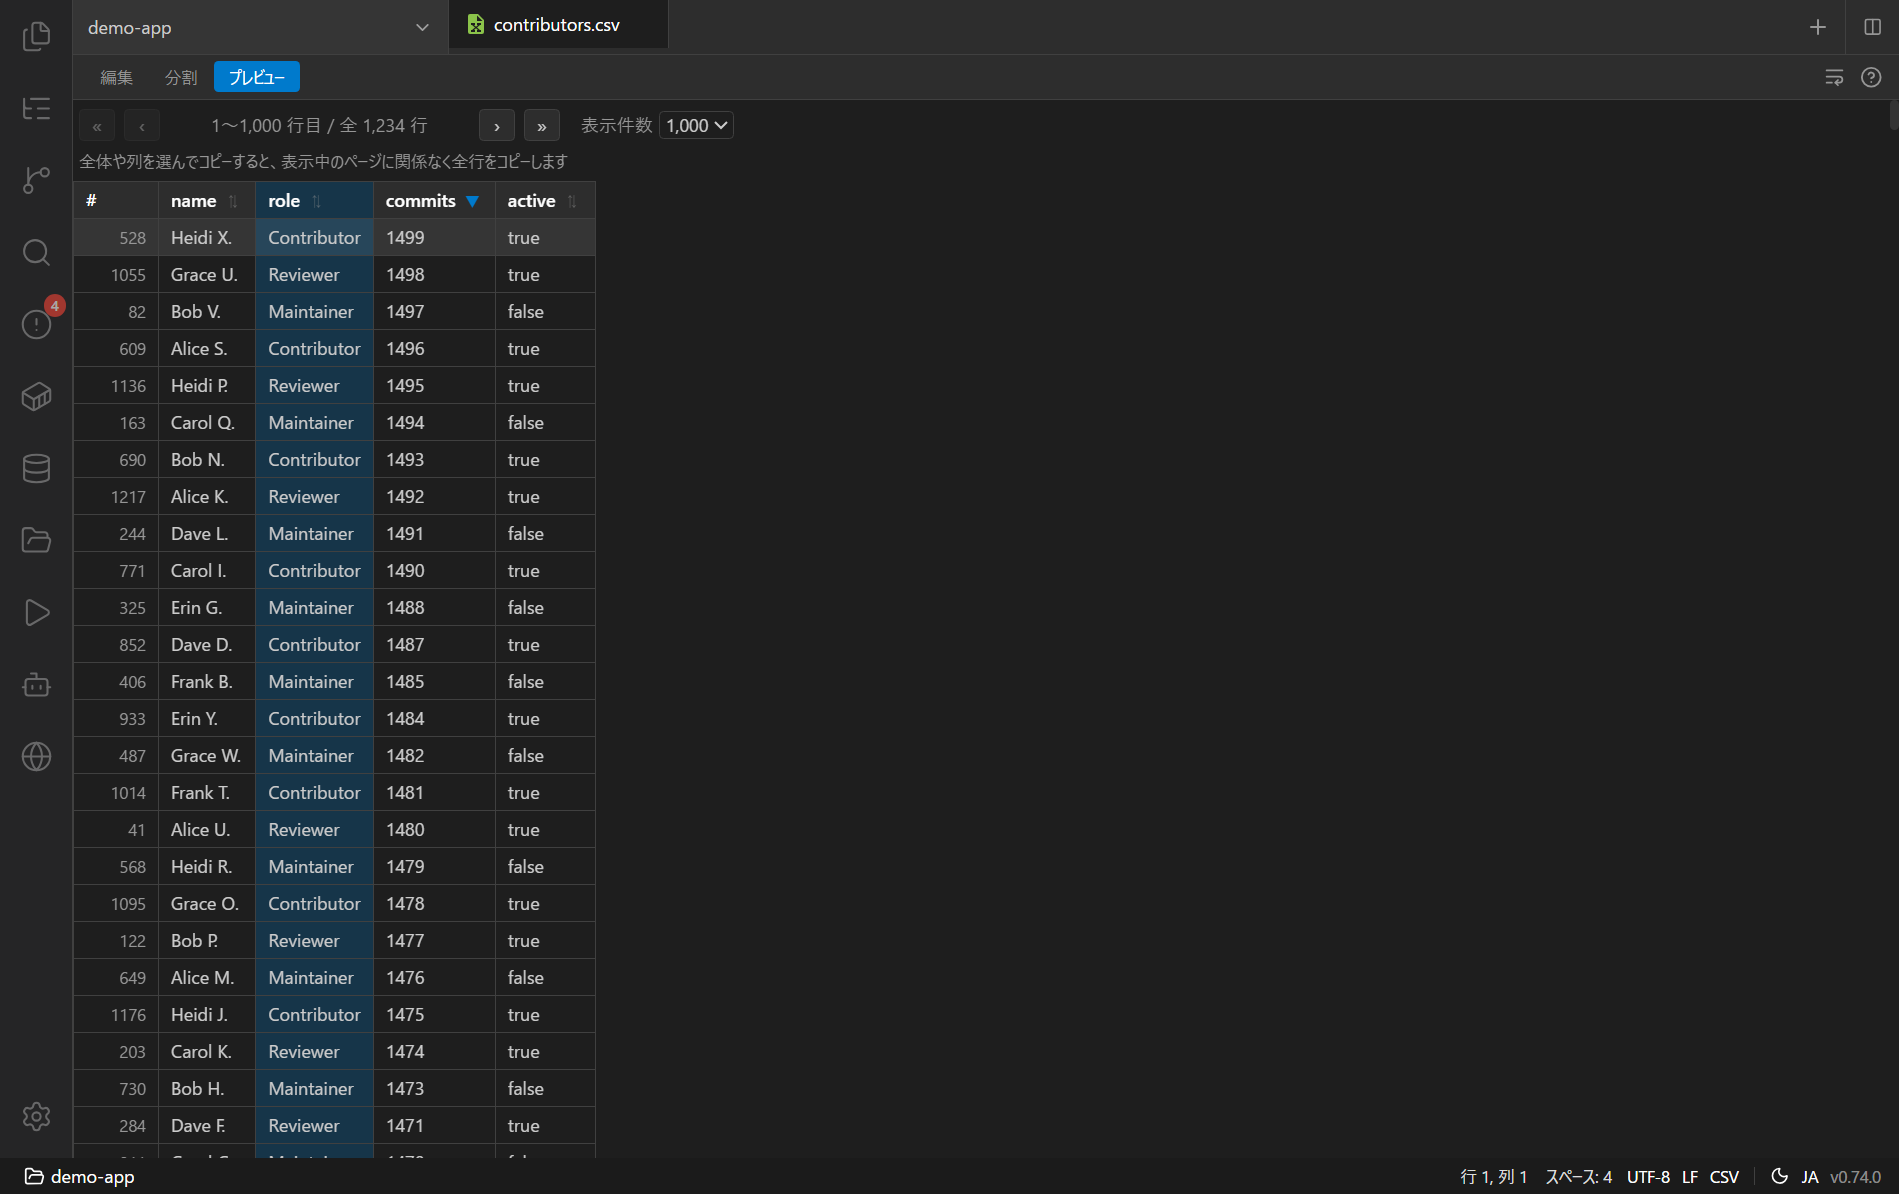 demo-app
contributors.csv
編集 分割 プレビュー
« ‹ 1～1,000 行目 / 全 1,234 行 › » 表示件数 1,000
全体や列を選んでコピーすると、表示中のページに関係なく全行をコピーします
# name role commits active
528 Heidi X. Contributor 1499 true
1055 Grace U. Reviewer 1498 true
82 Bob V. Maintainer 1497 false
609 Alice S. Contributor 1496 true
1136 Heidi P. Reviewer 1495 true
163 Carol Q. Maintainer 1494 false
690 Bob N. Contributor 1493 true
1217 Alice K. Reviewer 1492 true
244 Dave L. Maintainer 1491 false
771 Carol I. Contributor 1490 true
325 Erin G. Maintainer 1488 false
852 Dave D. Contributor 1487 true
406 Frank B. Maintainer 1485 false
933 Erin Y. Contributor 1484 true
487 Grace W. Maintainer 1482 false
1014 Frank T. Contributor 1481 true
41 Alice U. Reviewer 1480 true
568 Heidi R. Maintainer 1479 false
1095 Grace O. Contributor 1478 true
122 Bob P. Reviewer 1477 true
649 Alice M. Maintainer 1476 false
1176 Heidi J. Contributor 1475 true
203 Carol K. Reviewer 1474 true
730 Bob H. Maintainer 1473 false
284 Dave F. Reviewer 1471 true
4
demo-app
行 1, 列 1 スペース: 4 UTF-8 LF CSV JA v0.74.0